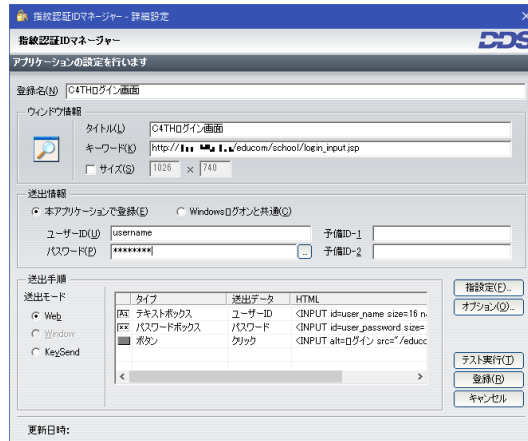 指紋認証IDマネージャー - 詳細設定
指紋認証IDマネージャー
DDS
アプリケーションの設定を行います
登録名(N) C4THログイン画面
ウィンドウ情報
タイトル(L) C4THログイン画面
キーワード(K) http:// /educom/school/login_input.jsp
サイズ(S) 1026 × 740
送出情報
本アプリケーションで登録(E) Windowsログオンと共通(C)
ユーザーID(U) username 予備ID-1
パスワード(P) ******** ... 予備ID-2
送出手順
送出モード
Web
Window
KeySend
タイプ 送出データ HTML
テキストボックス ユーザーID <INPUT id=user_name size=16 n
パスワードボックス パスワード <INPUT id=user_password size=
ボタン クリック <INPUT alt=ログイン src="/educ
指設定(F)...
オプション(O)...
テスト実行(T)
登録(R)
キャンセル
更新日時: